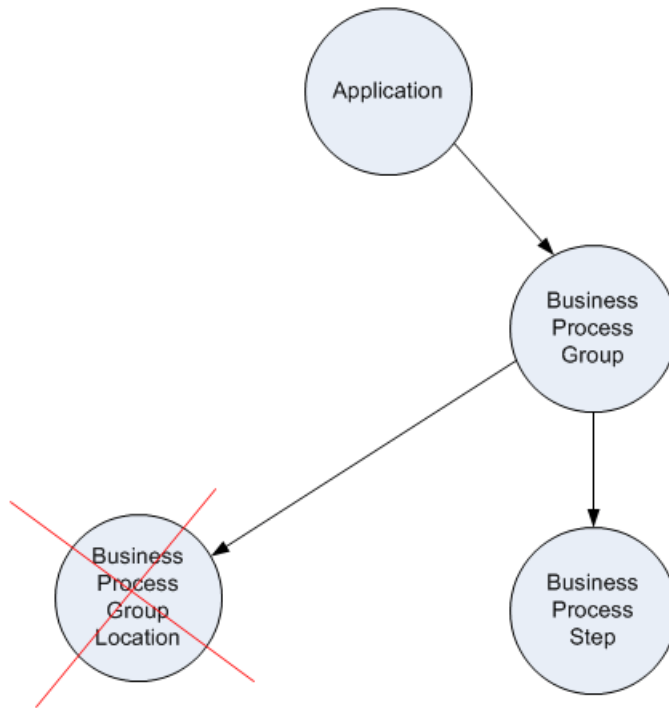 Application
Business
Process
Group
Business
Process
Group
Location
Business
Process
Step